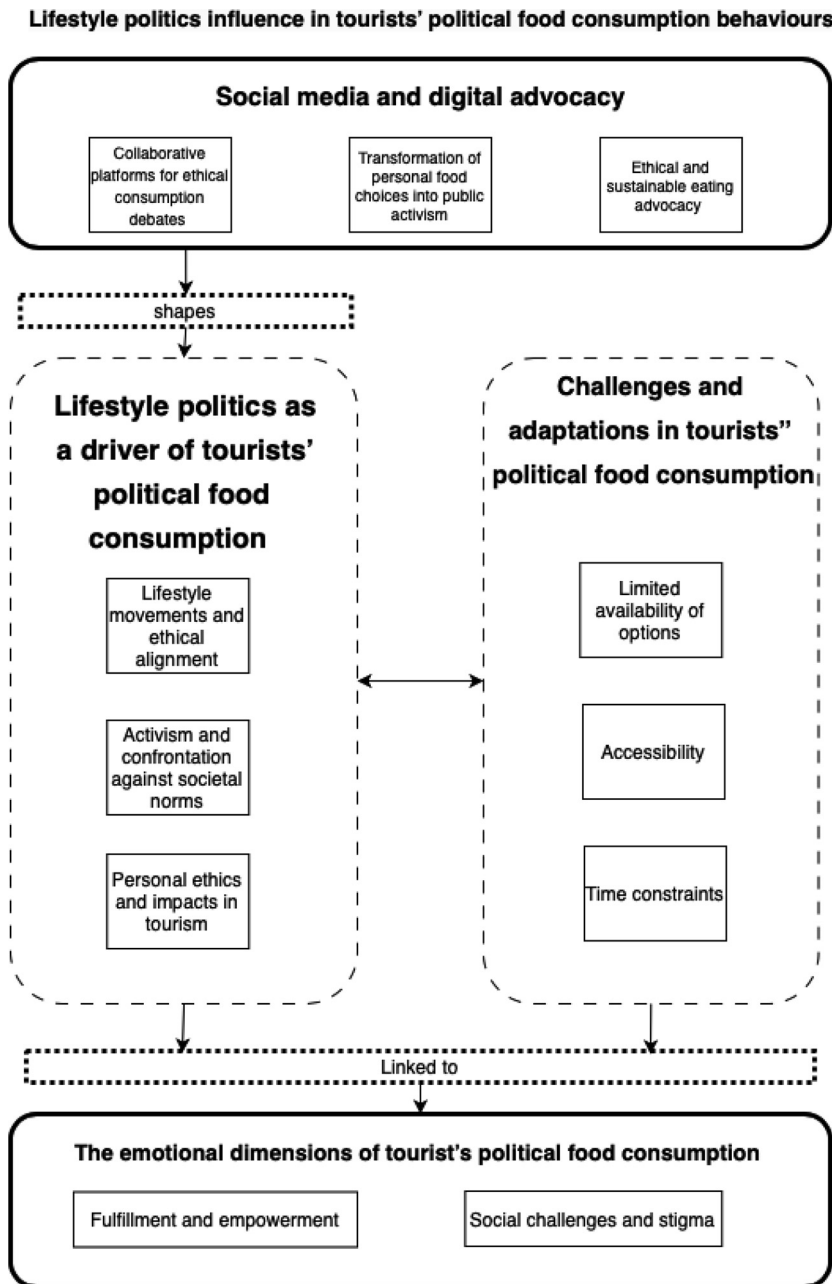 Lifestyle politics influence in tourists' political food consumption behaviours
Social media and digital advocacy
Collaborative
platforms for ethical
consumption
debates
Transformation of
personal food
choices into public
activism
Ethical and
sustainable eating
advocacy
shapes
Lifestyle politics as
a driver of tourists'
political food
consumption
Lifestyle
movements and
ethical
alignment
Activism and
confrontation
against societal
norms
Personal ethics
and impacts in
tourism
Challenges and
adaptations in tourists"
political food consumption
Limited
availability of
options
Accessibility
Time constraints
Linked to
The emotional dimensions of tourist's political food consumption
Fulfillment and empowerment
Social challenges and stigma